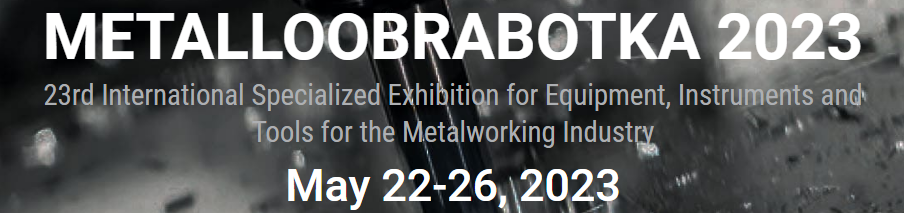 METALLOOBRABOTKA 2023
23rd International Specialized Exhibition for Equipment, Instruments and
Tools for the Metalworking Industry
May 22-26, 2023